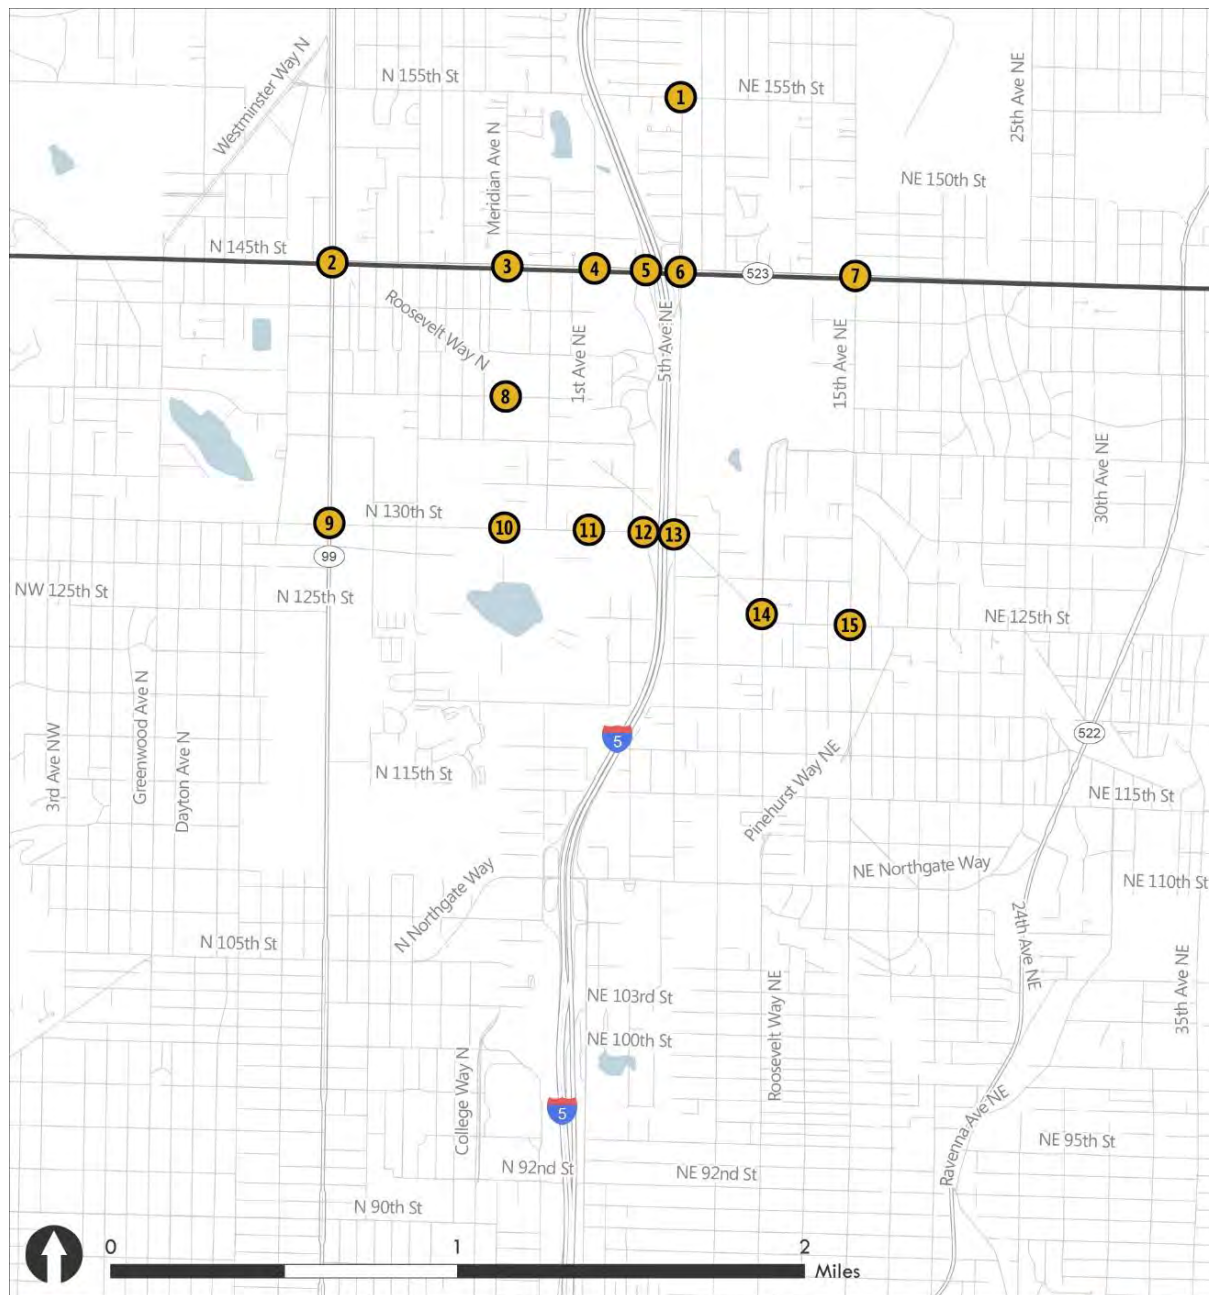 N 155th St
Westminster Way N
1
NE 155th St
25th Ave NE
Meridian Ave N
NE 150th St
N 145th St
2
3
4
5
6
523
7
Roosevelt Way N
1st Ave NE
5th Ave NE
15th Ave NE
8
30th Ave NE
9
N 130th St
10
11
12
13
99
NW 125th St
N 125th St
14
15
NE 125th St
3rd Ave NW
Greenwood Ave N
Dayton Ave N
5
522
N 115th St
Pinehurst Way NE
NE 115th St
N Northgate Way
NE Northgate Way
NE 110th St
N 105th St
24th Ave NE
35th Ave NE
NE 103rd St
NE 100th St
Roosevelt Way NE
College Way N
5
Ravenna Ave NE
NE 95th St
N 92nd St
NE 92nd St
N 90th St
0
1
2
Miles